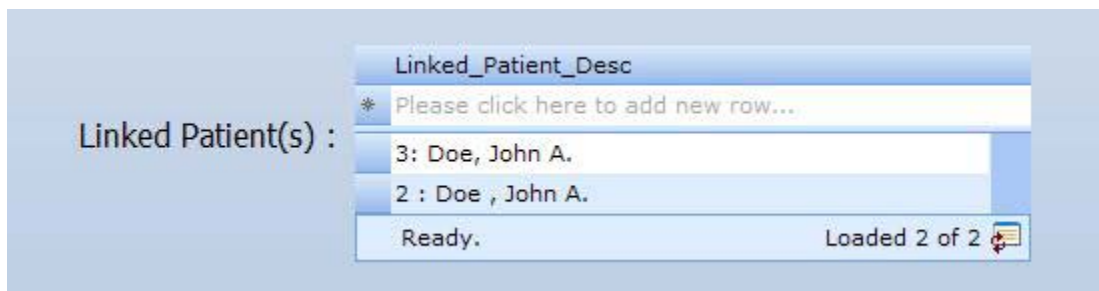 Linked_Patient_Desc
* Please click here to add new row...
Linked Patient(s) :
3: Doe, John A.
2 : Doe , John A.
Ready. Loaded 2 of 2